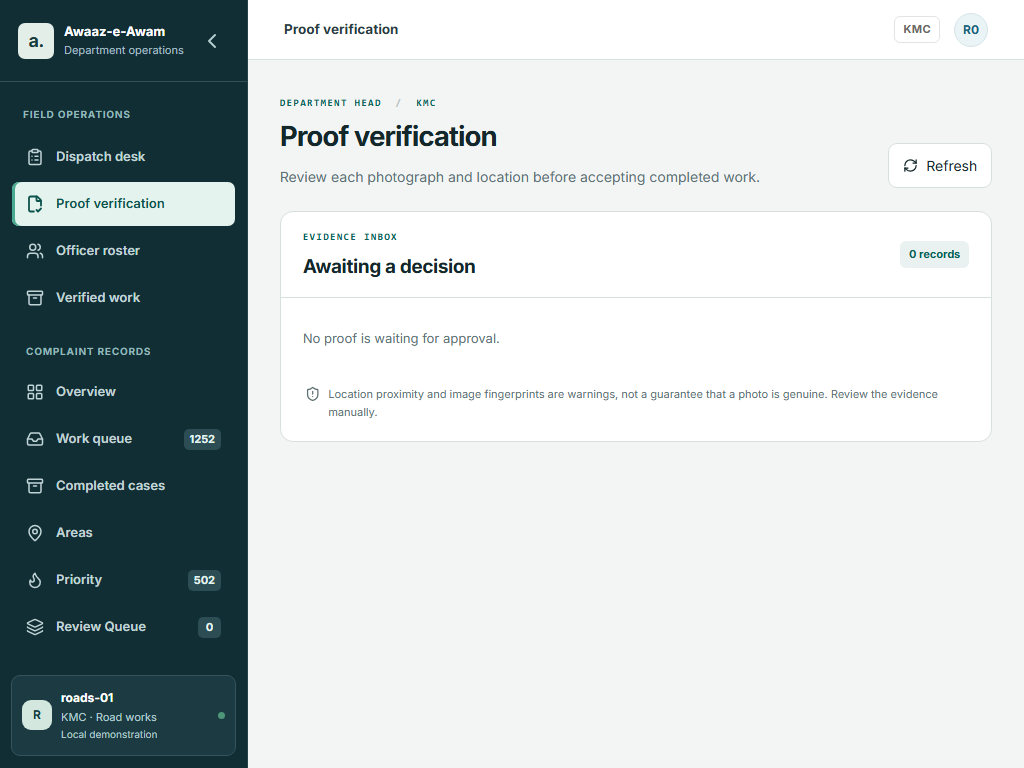 a.
Awaaz-e-Awam
Department operations
FIELD OPERATIONS
Dispatch desk
Proof verification
Officer roster
Verified work
COMPLAINT RECORDS
Overview
Work queue 1252
Completed cases
Areas
Priority 502
Review Queue 0
R
roads-01
KMC · Road works
Local demonstration
Proof verification
KMC
R0
DEPARTMENT HEAD / KMC
Proof verification
Review each photograph and location before accepting completed work.
Refresh
EVIDENCE INBOX
Awaiting a decision
0 records
No proof is waiting for approval.
Location proximity and image fingerprints are warnings, not a guarantee that a photo is genuine. Review the evidence
manually.